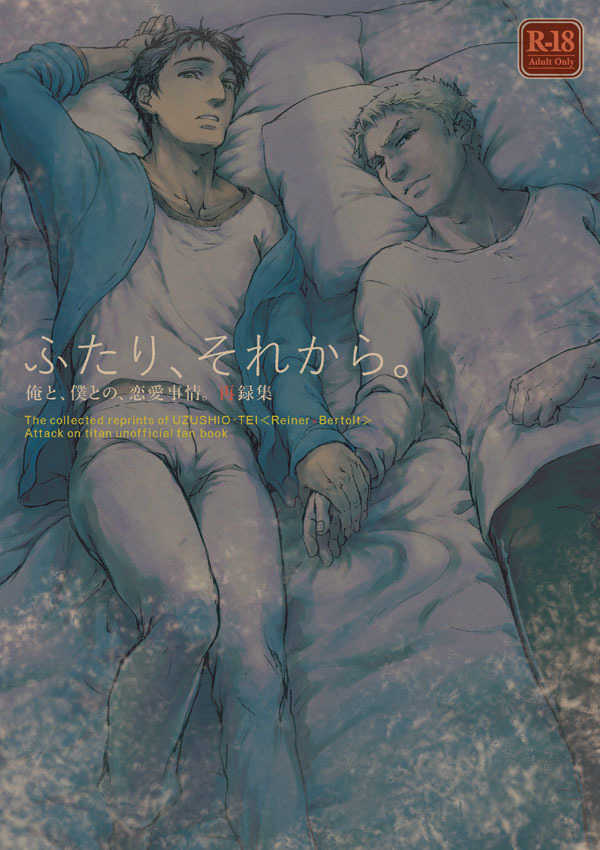 R-18
Adult Only
ふたり、それから。
俺と、僕との、恋愛事情。再録集
The collected reprints of UZUSHIO-TEI<Reiner×Bertolt>
Attack on titan unofficial fan book